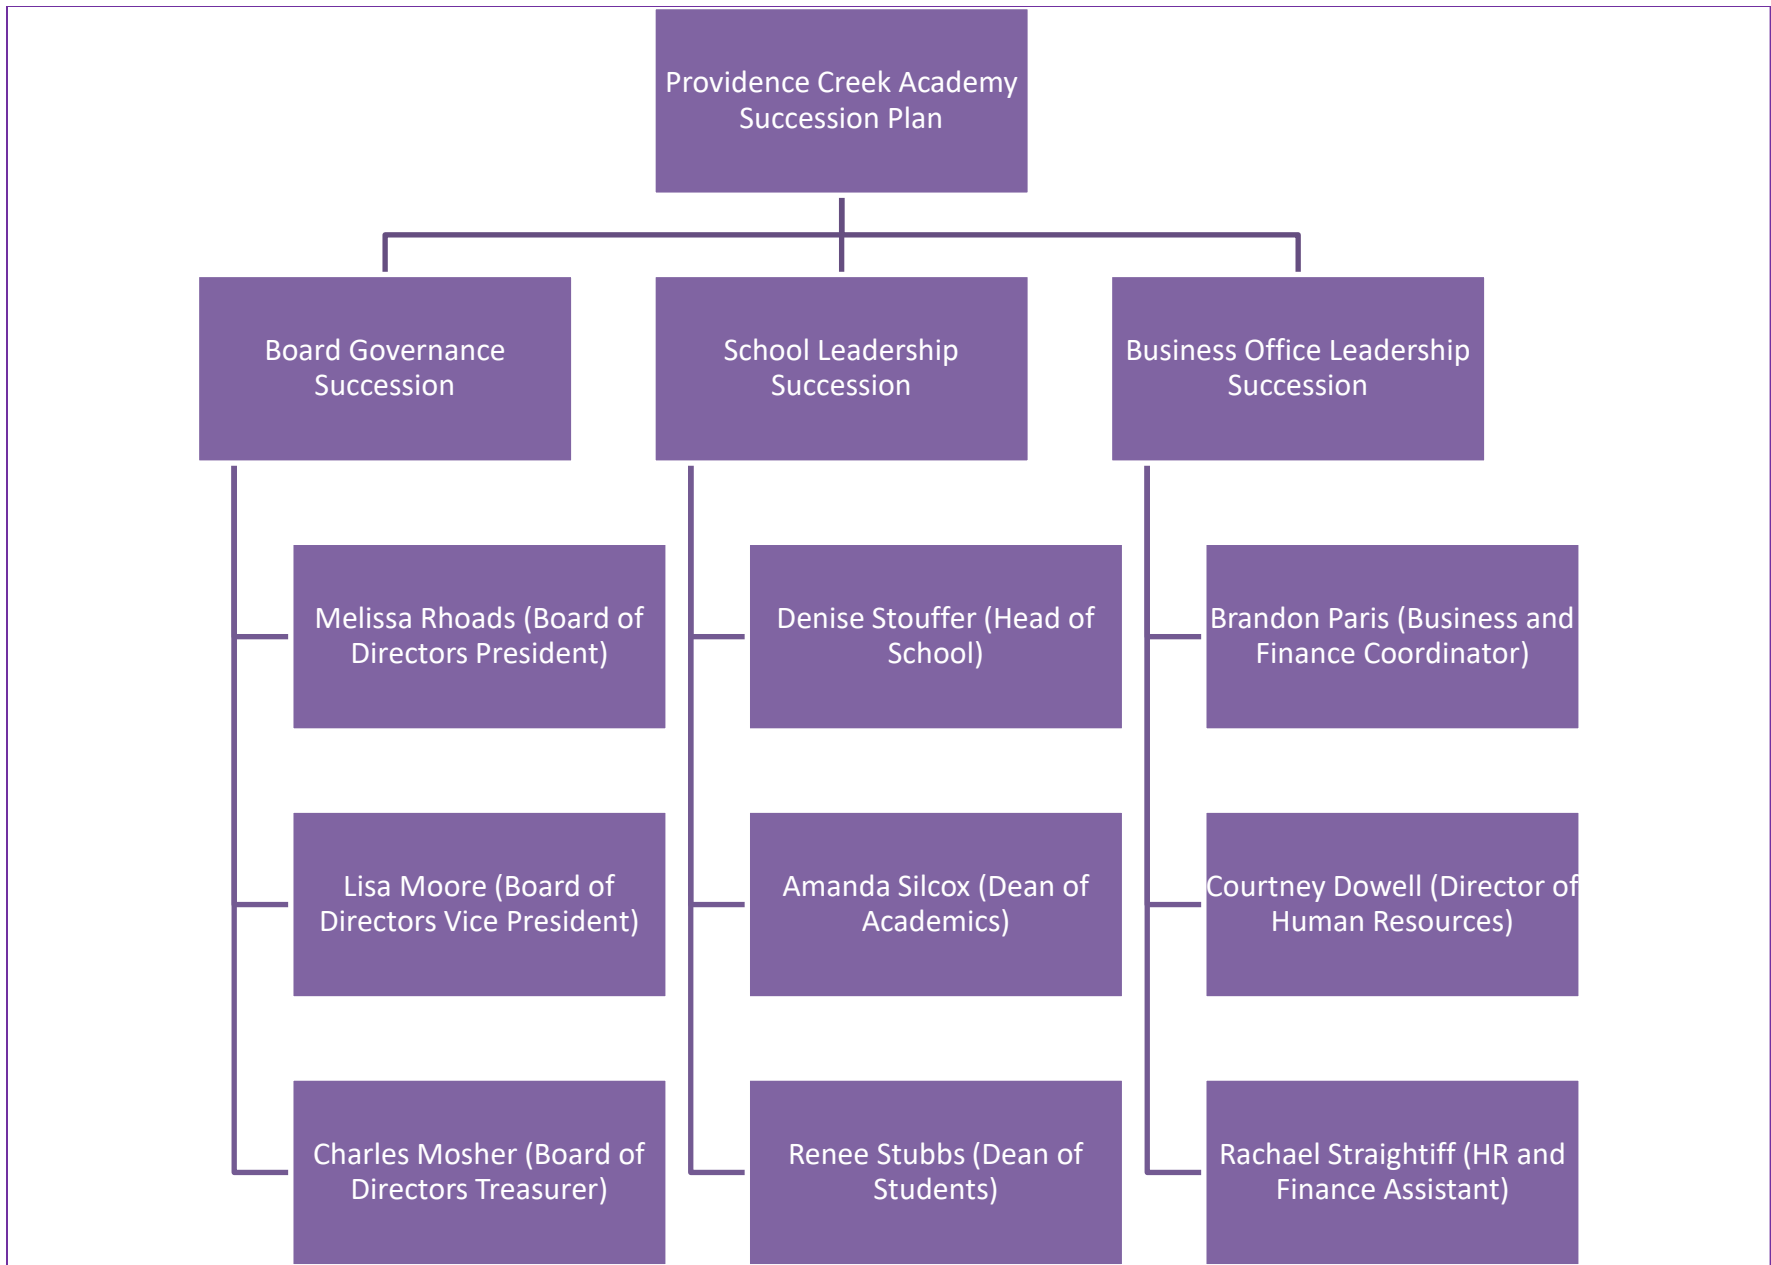 Providence Creek Academy
Succession Plan
Board Governance
Succession
School Leadership
Succession
Business Office Leadership
Succession
Melissa Rhoads (Board of
Directors President)
Denise Stouffer (Head of
School)
Brandon Paris (Business and
Finance Coordinator)
Lisa Moore (Board of
Directors Vice President)
Amanda Silcox (Dean of
Academics)
Courtney Dowell (Director of
Human Resources)
Charles Mosher (Board of
Directors Treasurer)
Renee Stubbs (Dean of
Students)
Rachael Straightiff (HR and
Finance Assistant)